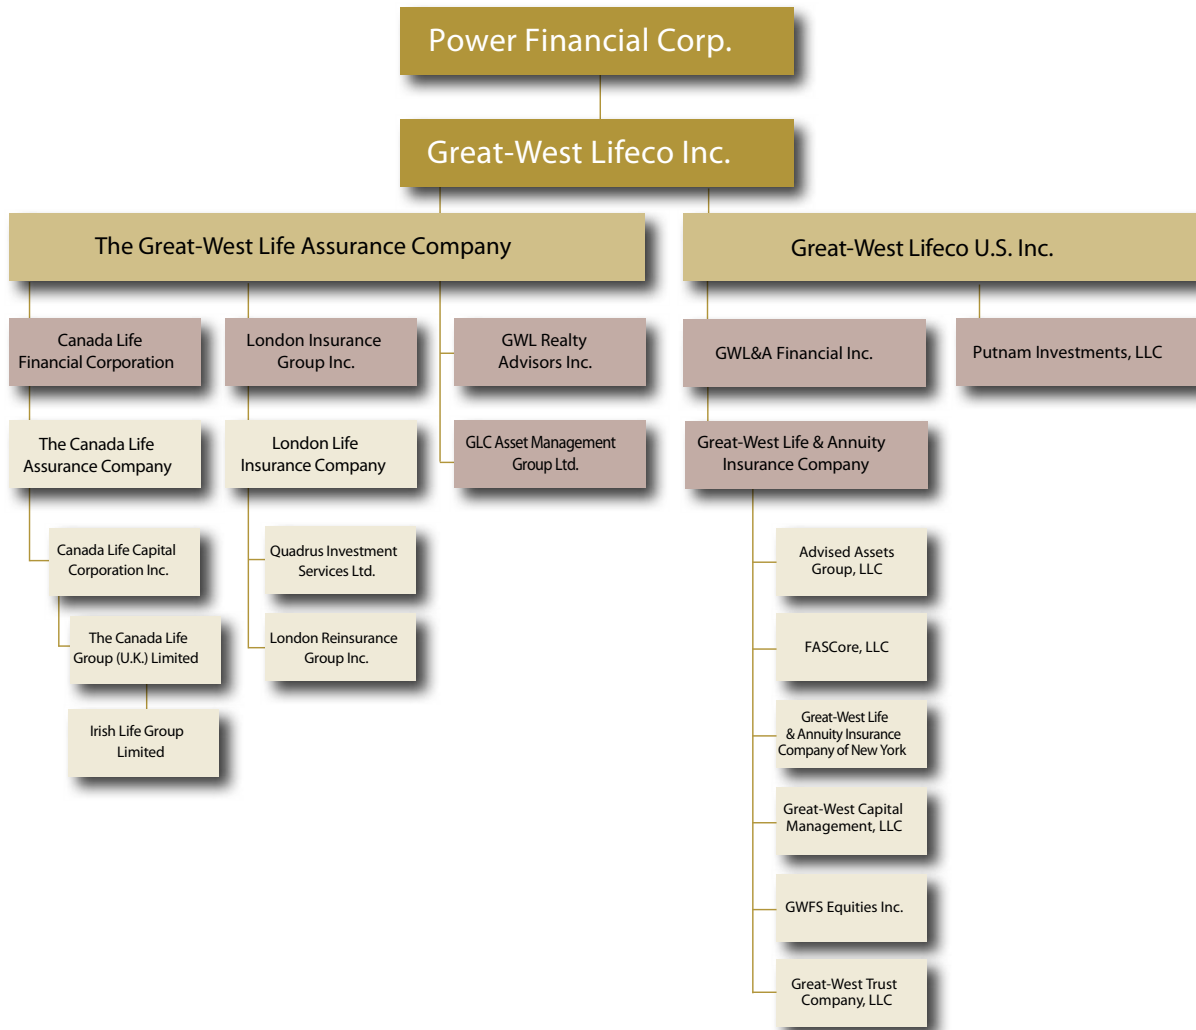 Power Financial Corp.
Great-West Lifeco Inc.
The Great-West Life Assurance Company
Great-West Lifeco U.S. Inc.
Canada Life
Financial Corporation
London Insurance
Group Inc.
GWL Realty
Advisors Inc.
GWL&A Financial Inc.
Putnam Investments, LLC
The Canada Life
Assurance Company
London Life
Insurance Company
GLC Asset Management
Group Ltd.
Great-West Life & Annuity
Insurance Company
Canada Life Capital
Corporation Inc.
Quadrus Investment
Services Ltd.
Advised Assets
Group, LLC
The Canada Life
Group (U.K.) Limited
London Reinsurance
Group Inc.
FASCore, LLC
Irish Life Group
Limited
Great-West Life
& Annuity Insurance
Company of New York
Great-West Capital
Management, LLC
GWFS Equities Inc.
Great-West Trust
Company, LLC